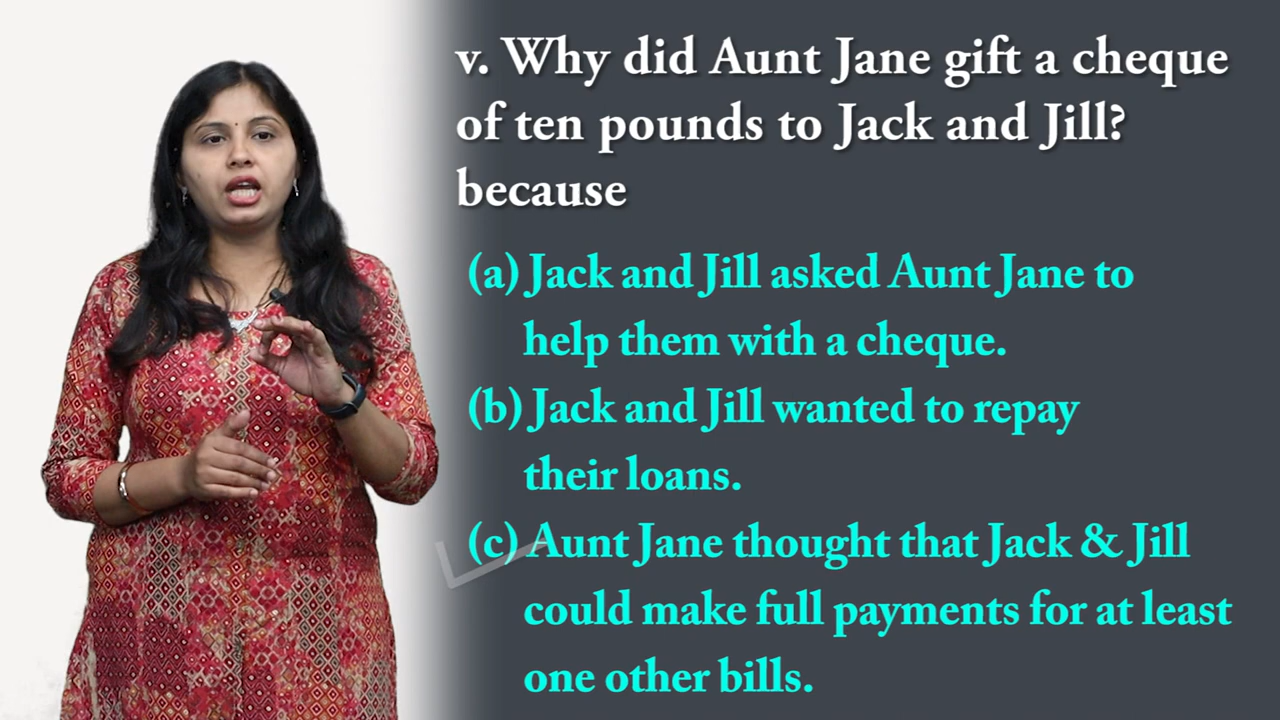 v. Why did Aunt Jane gift a cheque
of ten pounds to Jack and Jill?
because
(a) Jack and Jill asked Aunt Jane to
help them with a cheque.
(b) Jack and Jill wanted to repay
their loans.
(c) Aunt Jane thought that Jack & Jill
could make full payments for at least
one other bills.